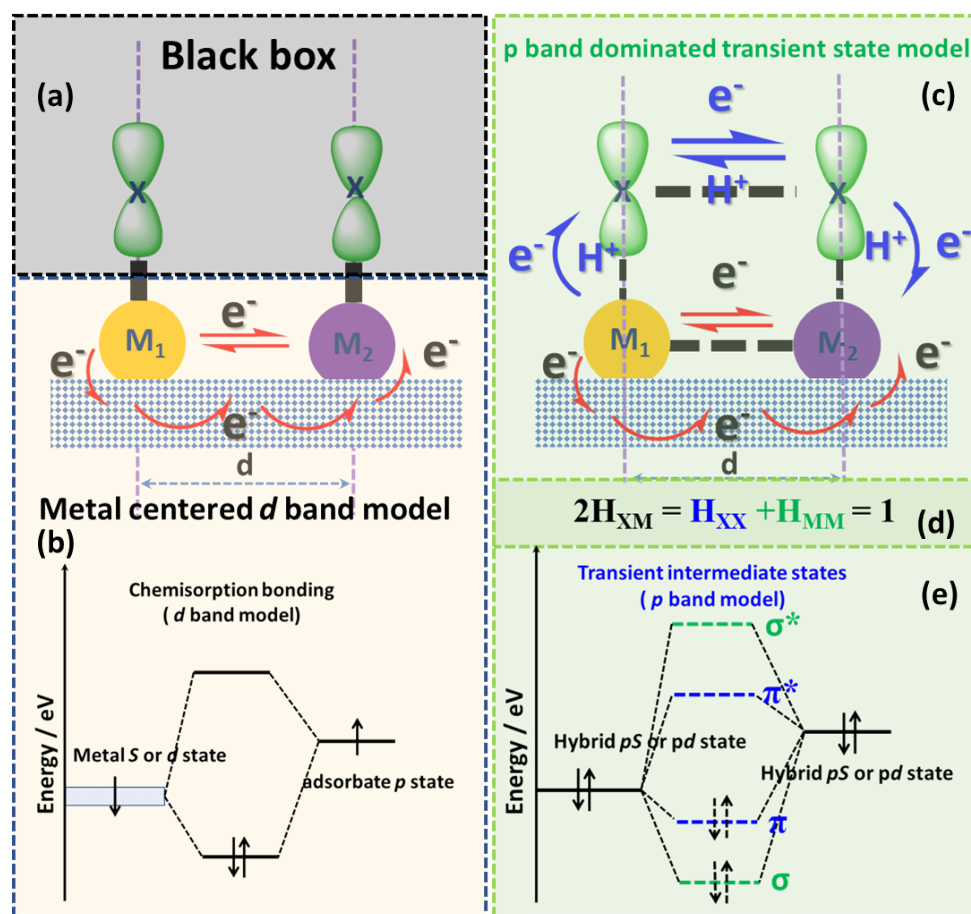 Black box
(a)
X
X
M1
e-
M2
e-
e-
e-
d
Metal centered d band model
(b)
Chemisorption bonding
( d band model)
Energy / eV
Metal S or d state
adsorbate p state
p band dominated transient state model
(c)
e-
X
H+
X
e-
H+
H+
e-
e-
M1
M2
e-
e-
e-
d
2HXM = HXX +HMM = 1
(d)
Transient intermediate states
( p band model)
(e)
σ*
π*
Energy / eV
Hybrid pS or pd state
Hybrid pS or pd state
π
σ